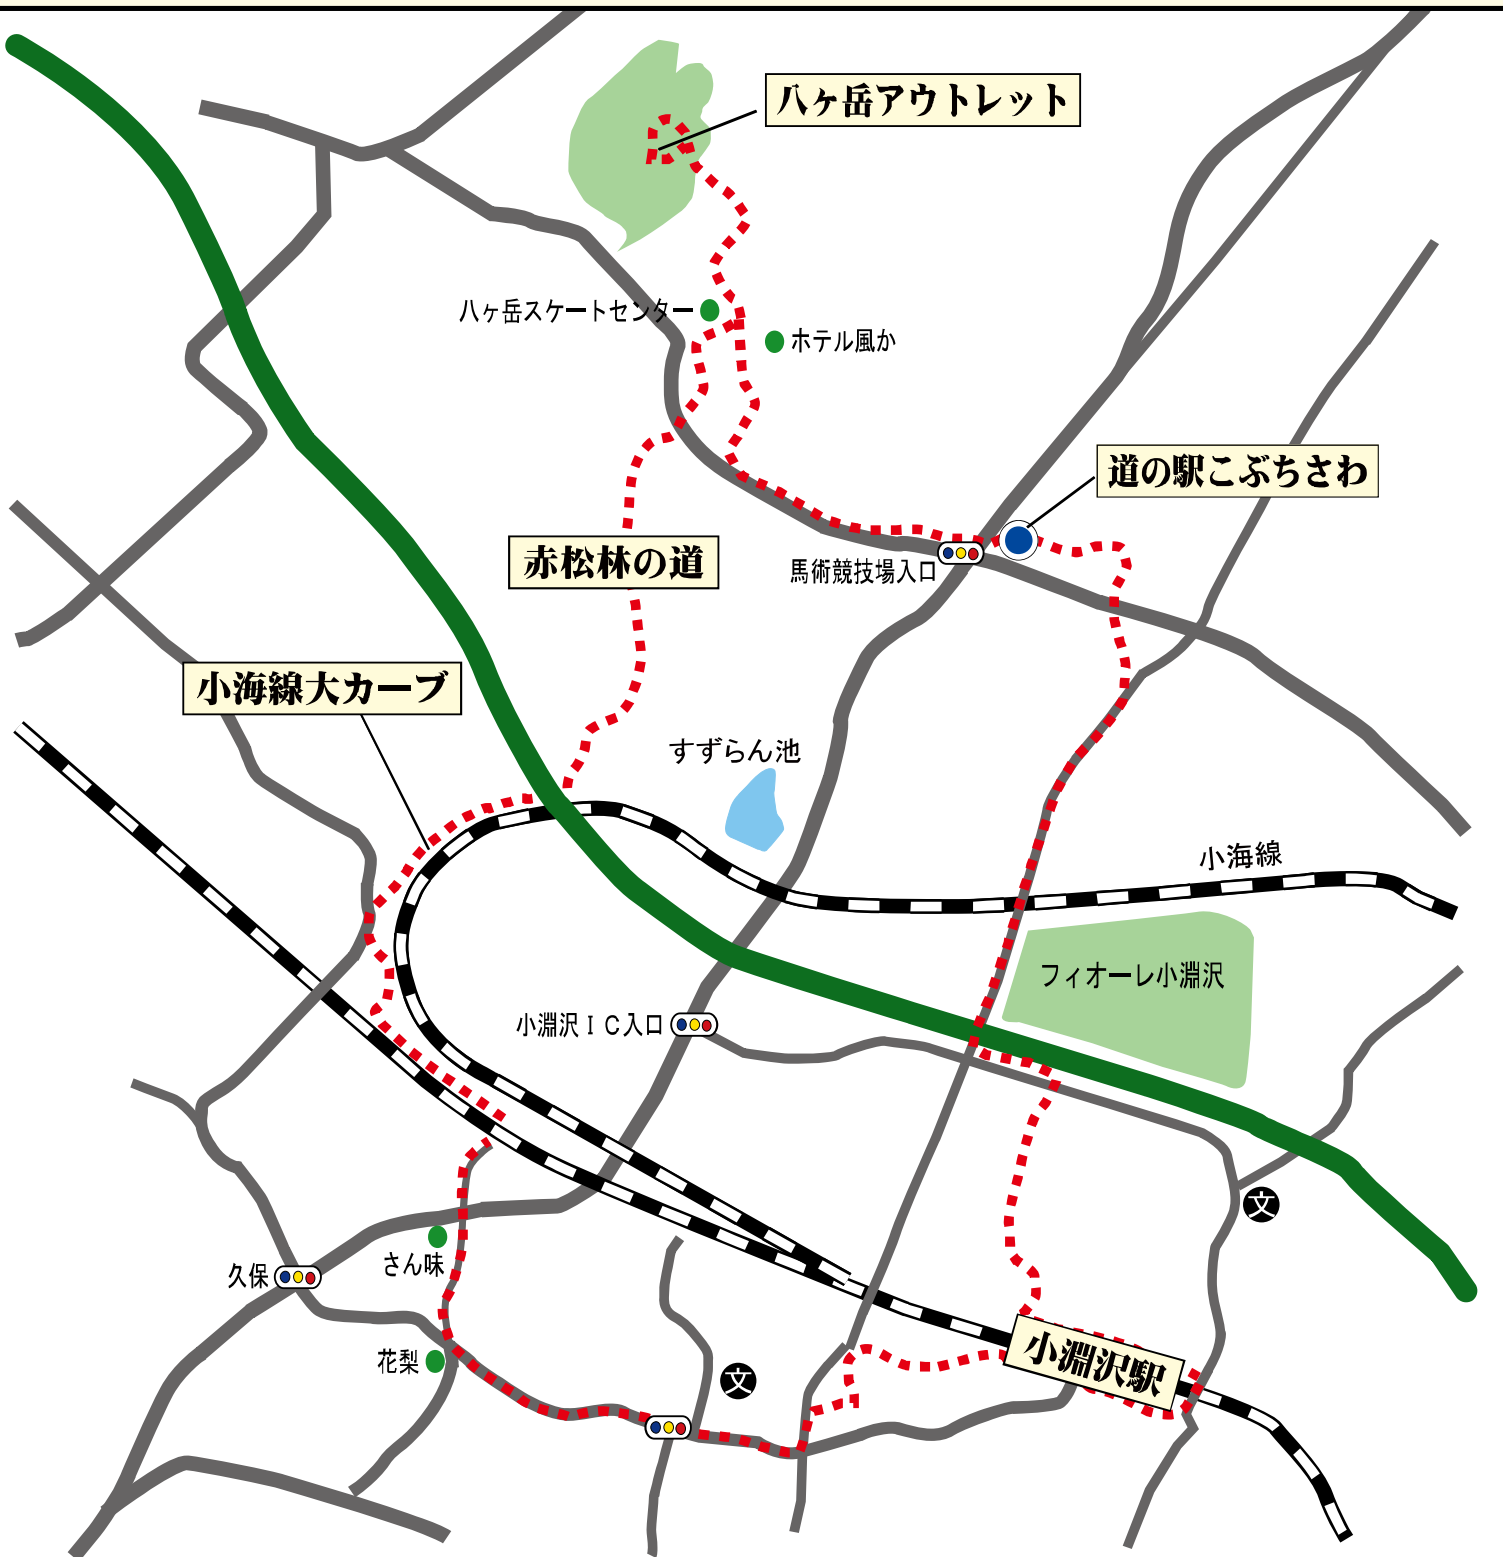 八ヶ岳アウトレット
八ヶ岳スケートセンター
ホテル風か
道の駅こぶちさわ
馬術競技場入口
赤松林の道
小海線大カーブ
すずらん池
小海線
フィオーレ小淵沢
小淵沢ＩＣ入口
文
さん味
久保
小淵沢駅
花梨
文